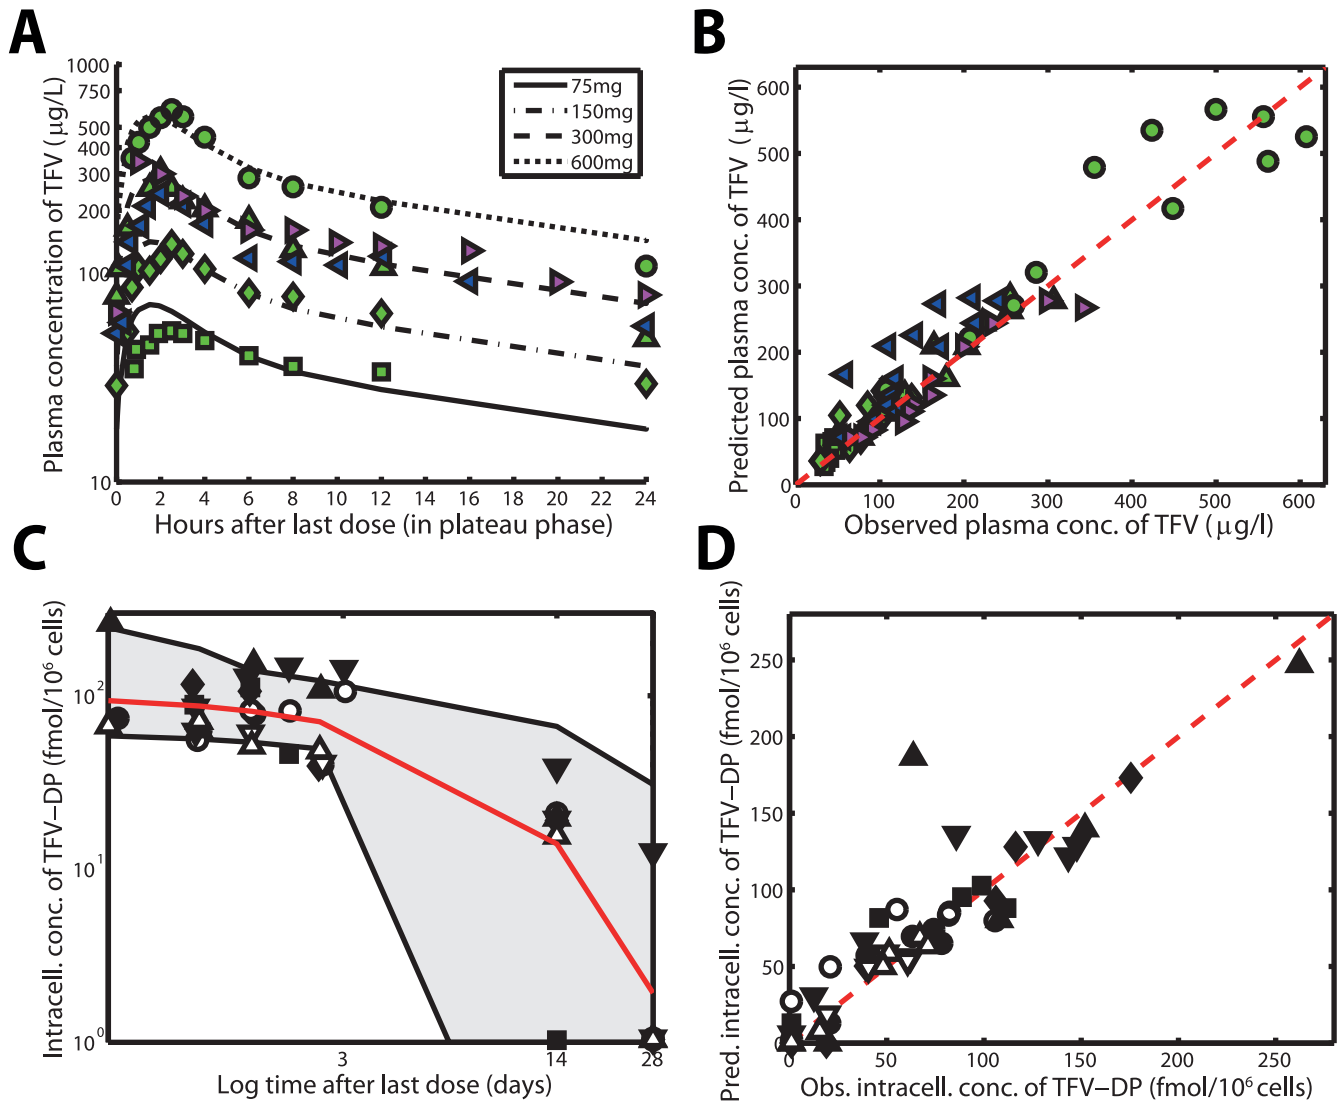 A
Plasma concentration of TFV (µg/L)
1000
750
500
400
300
200
100
10
75mg
150mg
300mg
600mg
0 2 4 6 8 10 12 14 16 18 20 22 24
Hours after last dose (in plateau phase)
B
Predicted plasma conc. of TFV (µg/l)
600
500
400
300
200
100
0
0 100 200 300 400 500 600
Observed plasma conc. of TFV (µg/l)
C
Intracell. conc. of TFV−DP (fmol/10⁶ cells)
10²
10¹
10⁰
3 14 28
Log time after last dose (days)
D
Pred. intracell. conc. of TFV−DP (fmol/10⁶ cells)
250
200
150
100
50
0
0 50 100 150 200 250
Obs. intracell. conc. of TFV−DP (fmol/10⁶ cells)